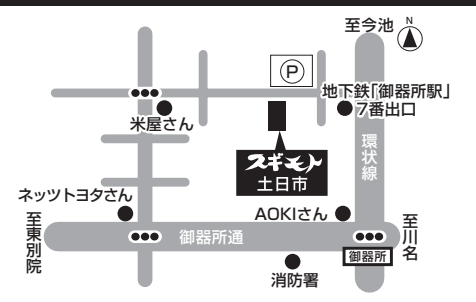 至今池
N
P
地下鉄「御器所駅」
7番出口
米屋さん
環状線
スギモト
土日市
ネッツトヨタさん
AOKIさん
至東別院
御器所通
至川名
御器所
消防署